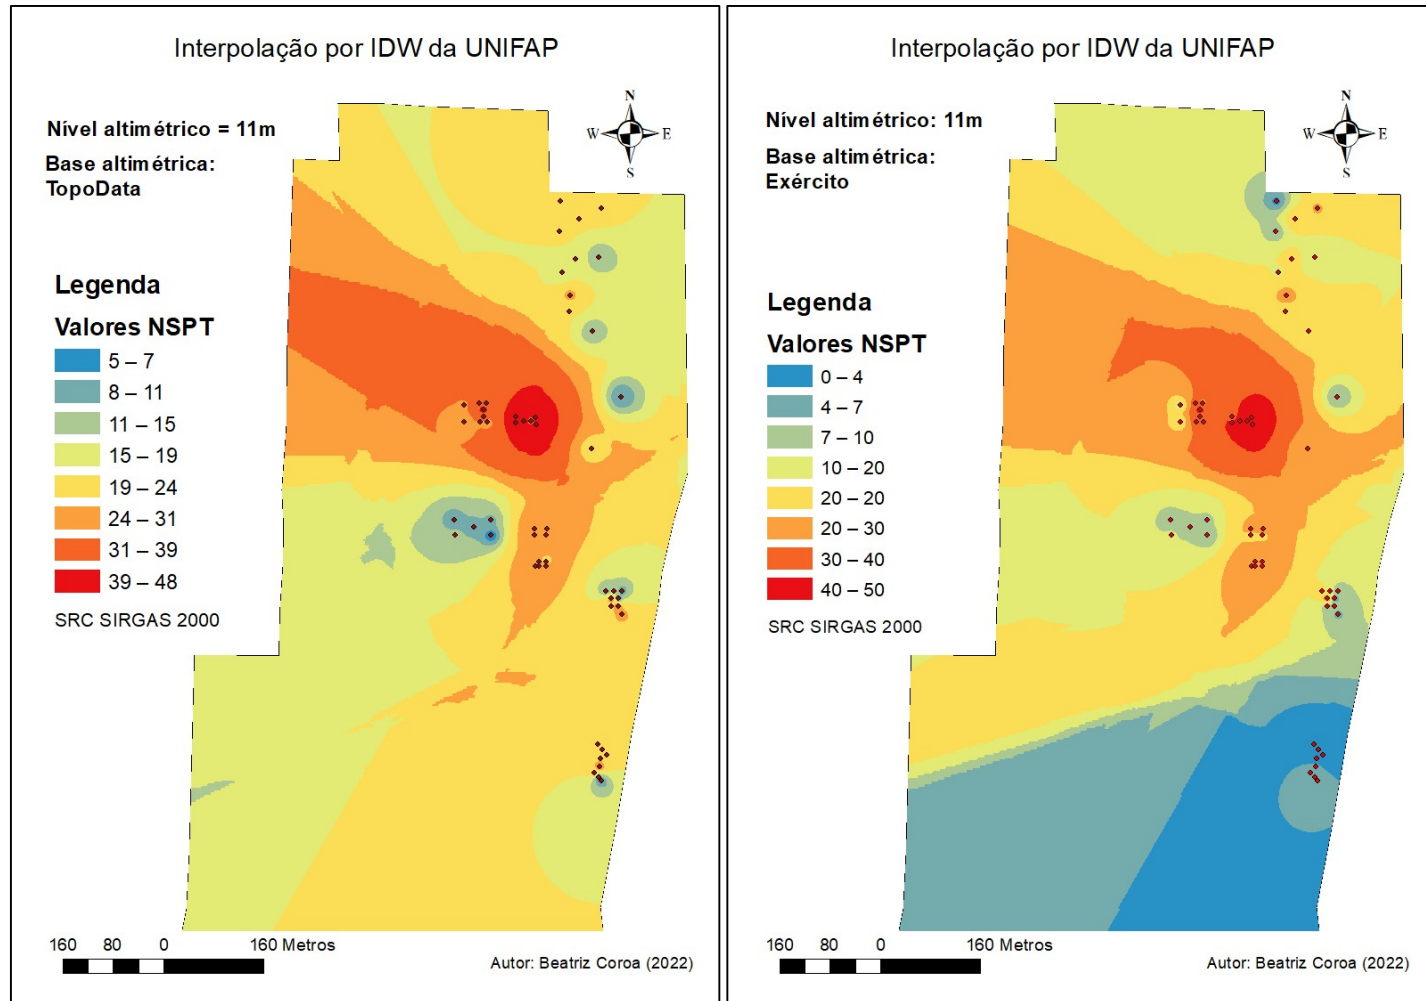 Interpolação por IDW da UNIFAP
Nível altimétrico = 11m
Base altimétrica:
TopoData
N
W
E
S
Legenda
Valores NSPT
5 – 7
8 – 11
11 – 15
15 – 19
19 – 24
24 – 31
31 – 39
39 – 48
SRC SIRGAS 2000
160 80 0 160 Metros
Autor: Beatriz Coroa (2022)
Interpolação por IDW da UNIFAP
Nível altimétrico: 11m
Base altimétrica:
Exército
N
W
E
S
Legenda
Valores NSPT
0 – 4
4 – 7
7 – 10
10 – 20
20 – 20
20 – 30
30 – 40
40 – 50
SRC SIRGAS 2000
160 80 0 160 Metros
Autor: Beatriz Coroa (2022)